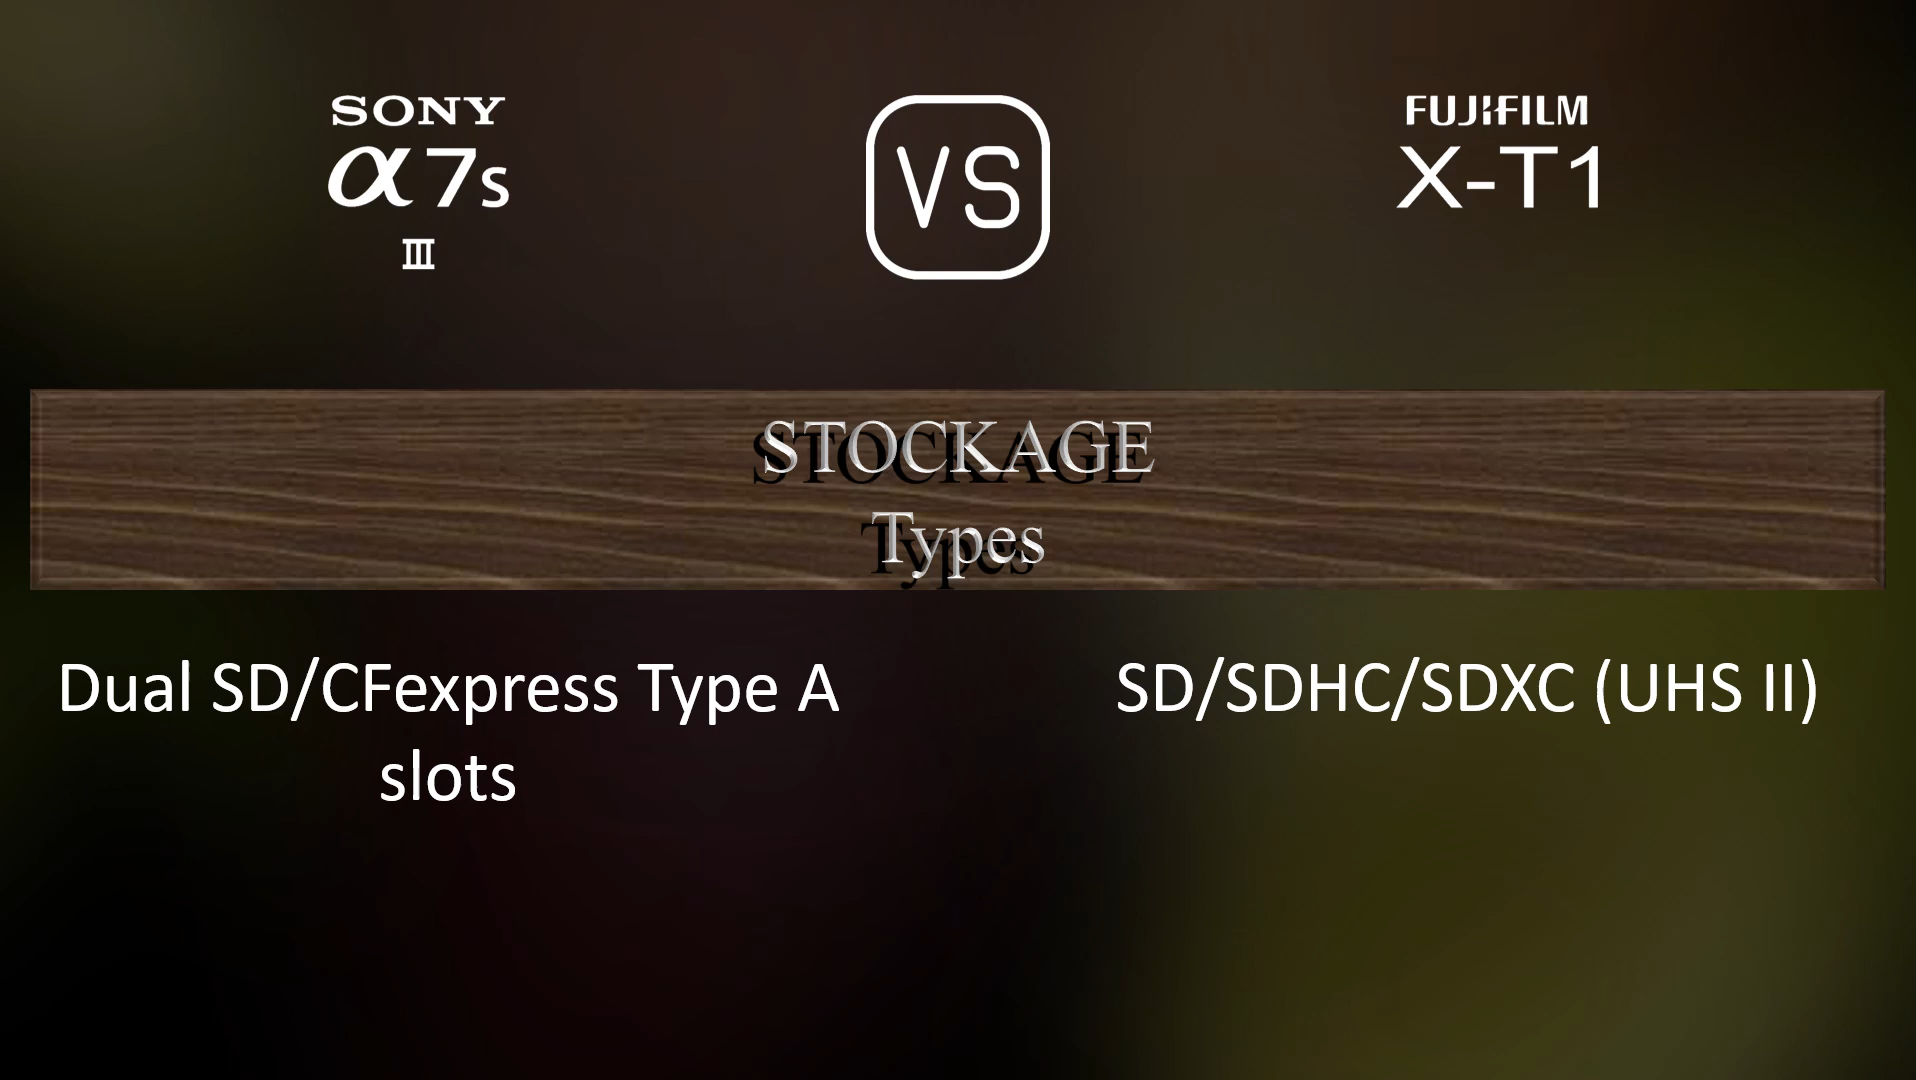 SONY
α7s
III
VS
FUJIFILM
X-T1
STOCKAGE
Types
Dual SD/CFexpress Type A
slots
SD/SDHC/SDXC (UHS II)